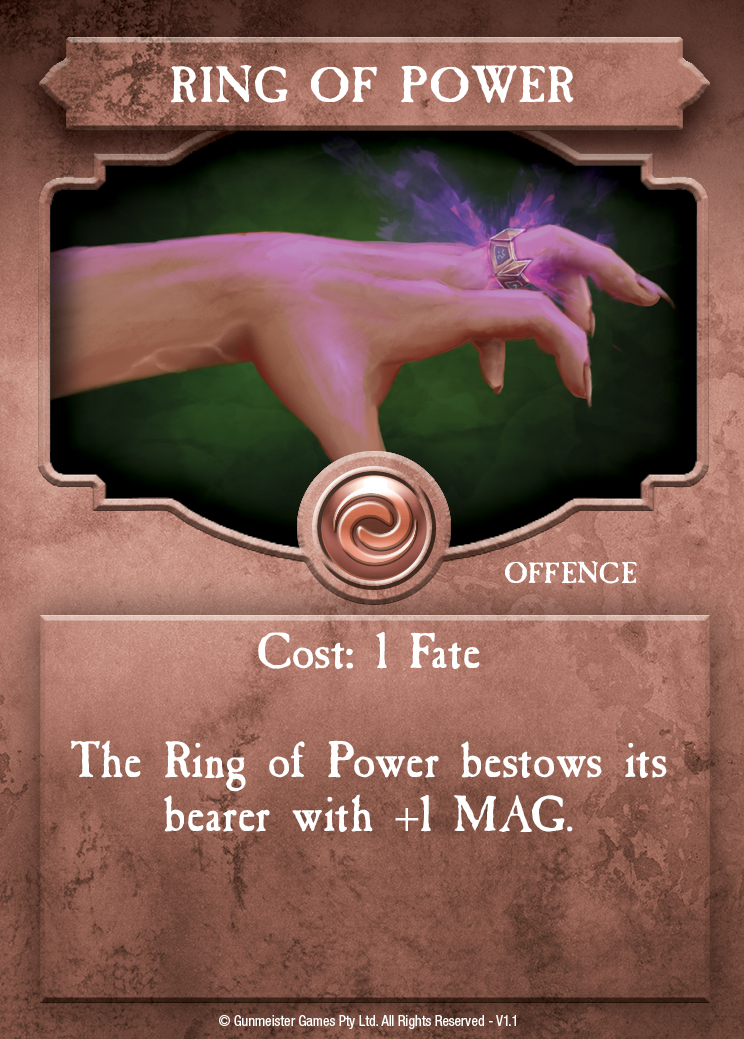 RING OF POWER
OFFENCE
Cost: 1 Fate
The Ring of Power bestows its
bearer with +1 MAG.
© Gunmeister Games Pty Ltd. All Rights Reserved - V1.1